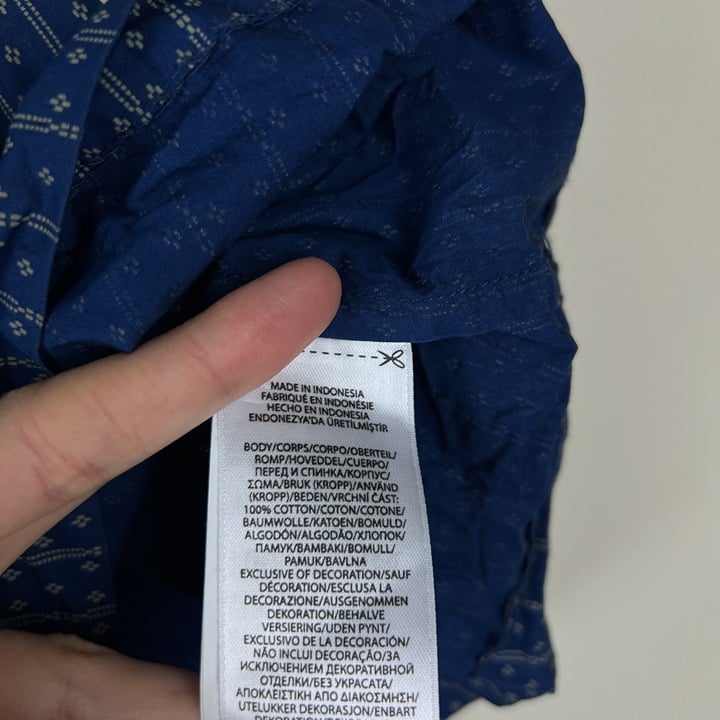 MADE IN INDONESIA
FABRIQUÉ EN INDONÉSIE
HECHO EN INDONESIA
ENDONEZYA'DA ÜRETİLMİŞTİR
BODY/CORPS/CORPO/OBERTEIL/
ROMP/HOVEDDEL/CUERPO/
ПЕРЕД И СПИНКА/КОРПУС/
ΣΩΜΑ/BRUK (KROPP)/ANVÄND
(KROPP)/BEDEN/VRCHNÍ ČÁST:
100% COTTON/COTON/COTONE/
BAUMWOLLE/KATOEN/BOMULD/
ALGODÓN/ALGODÃO/ХЛОПОК/
ПАМУК/BAMBAKI/BOMULL/
PAMUK/BAVLNA
EXCLUSIVE OF DECORATION/SAUF
DÉCORATION/ESCLUSA LA
DECORAZIONE/AUSGENOMMEN
DEKORATION/BEHALVE
VERSIERING/UDEN PYNT/
EXCLUSIVO DE LA DECORACIÓN/
NÃO INCLUI DECORAÇÃO/ЗА
ИСКЛЮЧЕНИЕМ ДЕКОРАТИВНОЙ
ОТДЕЛКИ/БЕЗ УКРАСАТА/
ΑΠΟΚΛΕΙΣΤΙΚΗ ΑΠΟ ΔΙΑΚΟΣΜΗΣΗ/
UTELUKKER DEKORASJON/ENBART